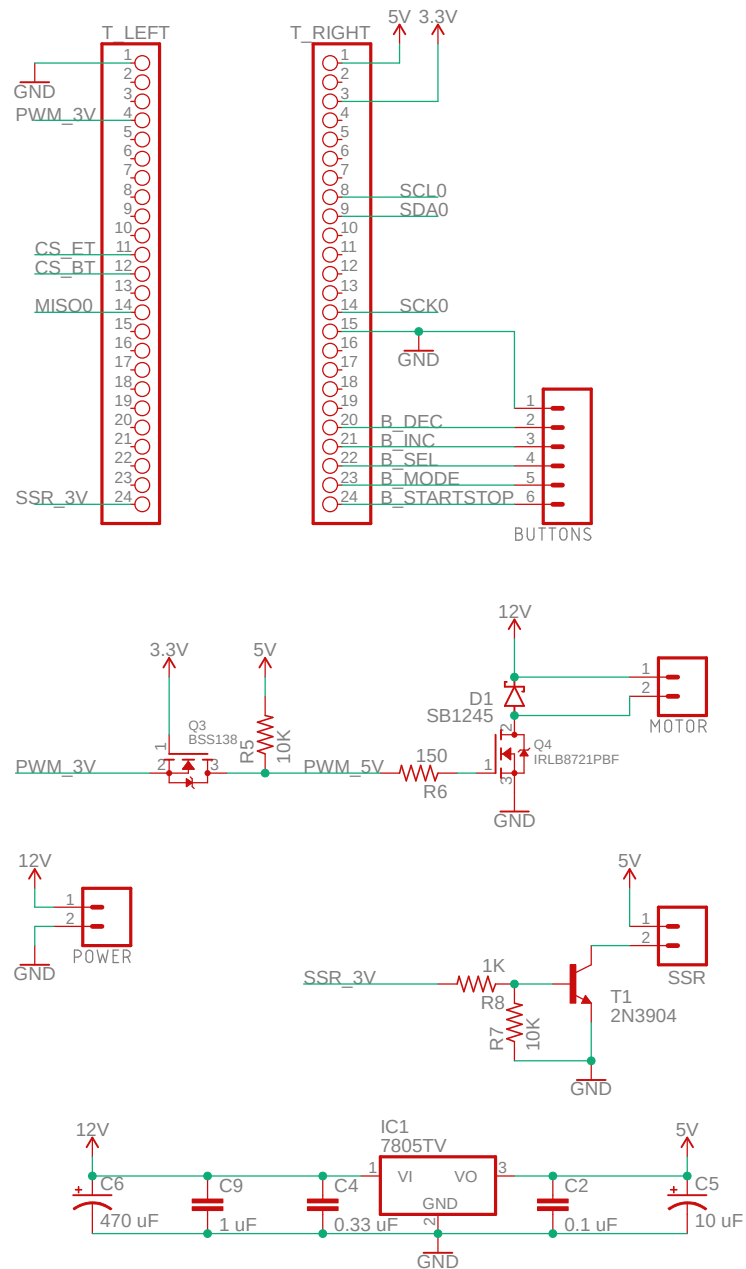 5V 3.3V
T_LEFT T_RIGHT
1 1
2 2
GND
3 3
PWM_3V 4 4
5 5
6 6
7 7
8 8 SCL0
9 9 SDA0
10 10
CS_ET 11 11
CS_BT 12 12
13 13
MISO0 14 14 SCK0
15 15
16 16
GND
17 17
18 18
19 19 1
20 20 B_DEC 2
21 21 B_INC 3
22 22 B_SEL 4
23 23 B_MODE 5
SSR_3V 24 24 B_STARTSTOP 6
BUTTONS
12V
3.3V 5V
1
D1 2
SB1245 MOTOR
Q3
BSS138
R5
10K
2
Q4
IRLB8721PBF
1
PWM_3V 2 3 PWM_5V 150 1
R6
3
GND
12V 5V
1 1
2 2
POWER SSR
GND
SSR_3V 1K
R8
T1
2N3904
R7
10K
GND
12V IC1 5V
7805TV
1 VI VO 3
+ C6 C9 C4 C2 + C5
GND
2
470 uF 1 uF 0.33 uF 0.1 uF 10 uF
GND